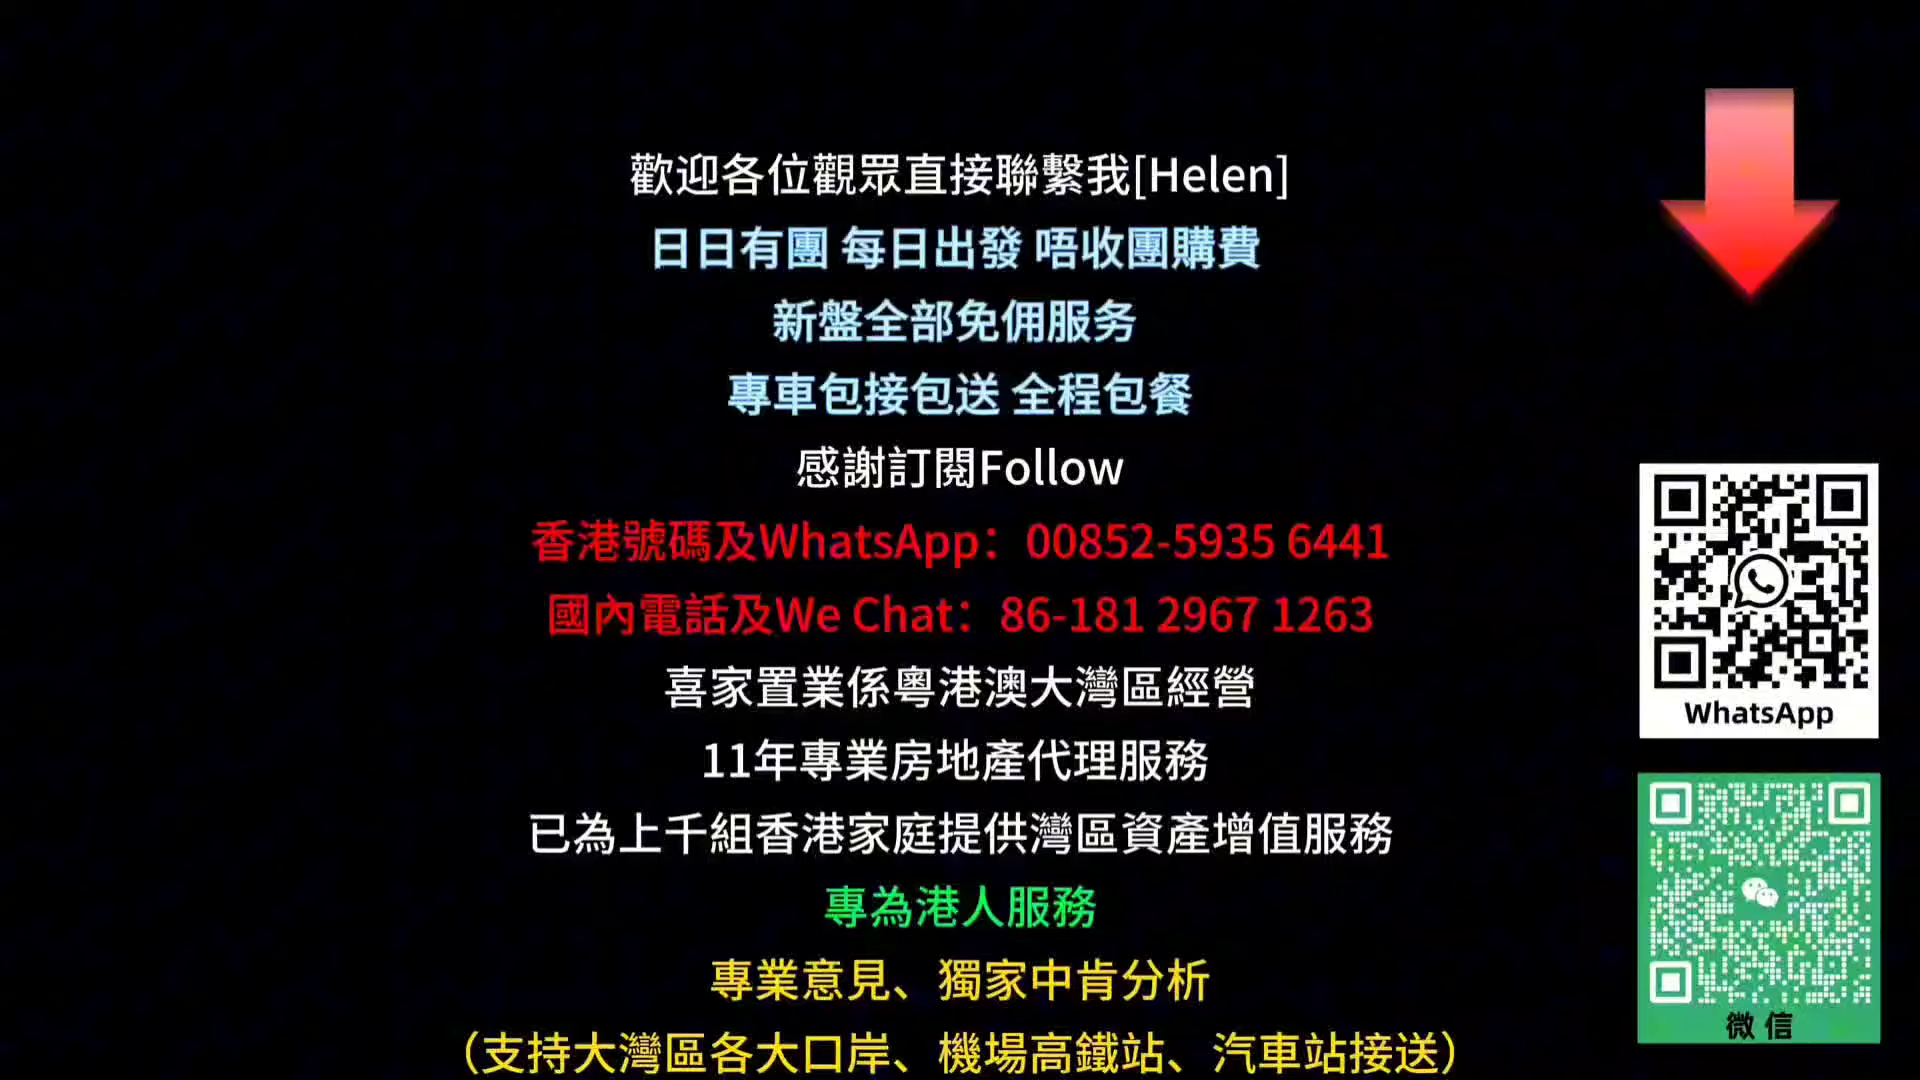 歡迎各位觀眾直接聯繫我[Helen]
日日有團 每日出發 唔收團購費
新盤全部免佣服务
專車包接包送 全程包餐
感謝訂閱Follow
香港號碼及WhatsApp：00852-5935 6441
國內電話及We Chat：86-181 2967 1263
喜家置業係粵港澳大灣區經營
11年專業房地產代理服務
已為上千組香港家庭提供灣區資產增值服務
專為港人服務
專業意見、獨家中肯分析
（支持大灣區各大口岸、機場高鐵站、汽車站接送）
WhatsApp
微信